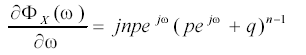 ∂Φ_X(ω)/∂ω = jnpe^{jω}(pe^{jω} + q)^{n−1}